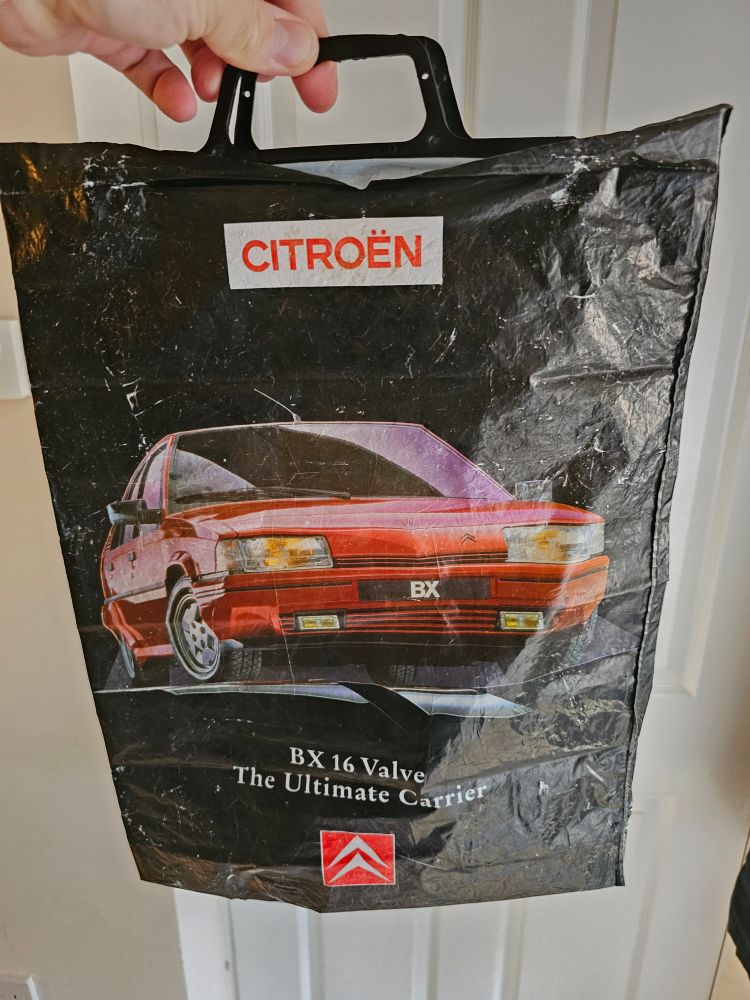 CITROËN
BX
BX 16 Valve
The Ultimate Carrier